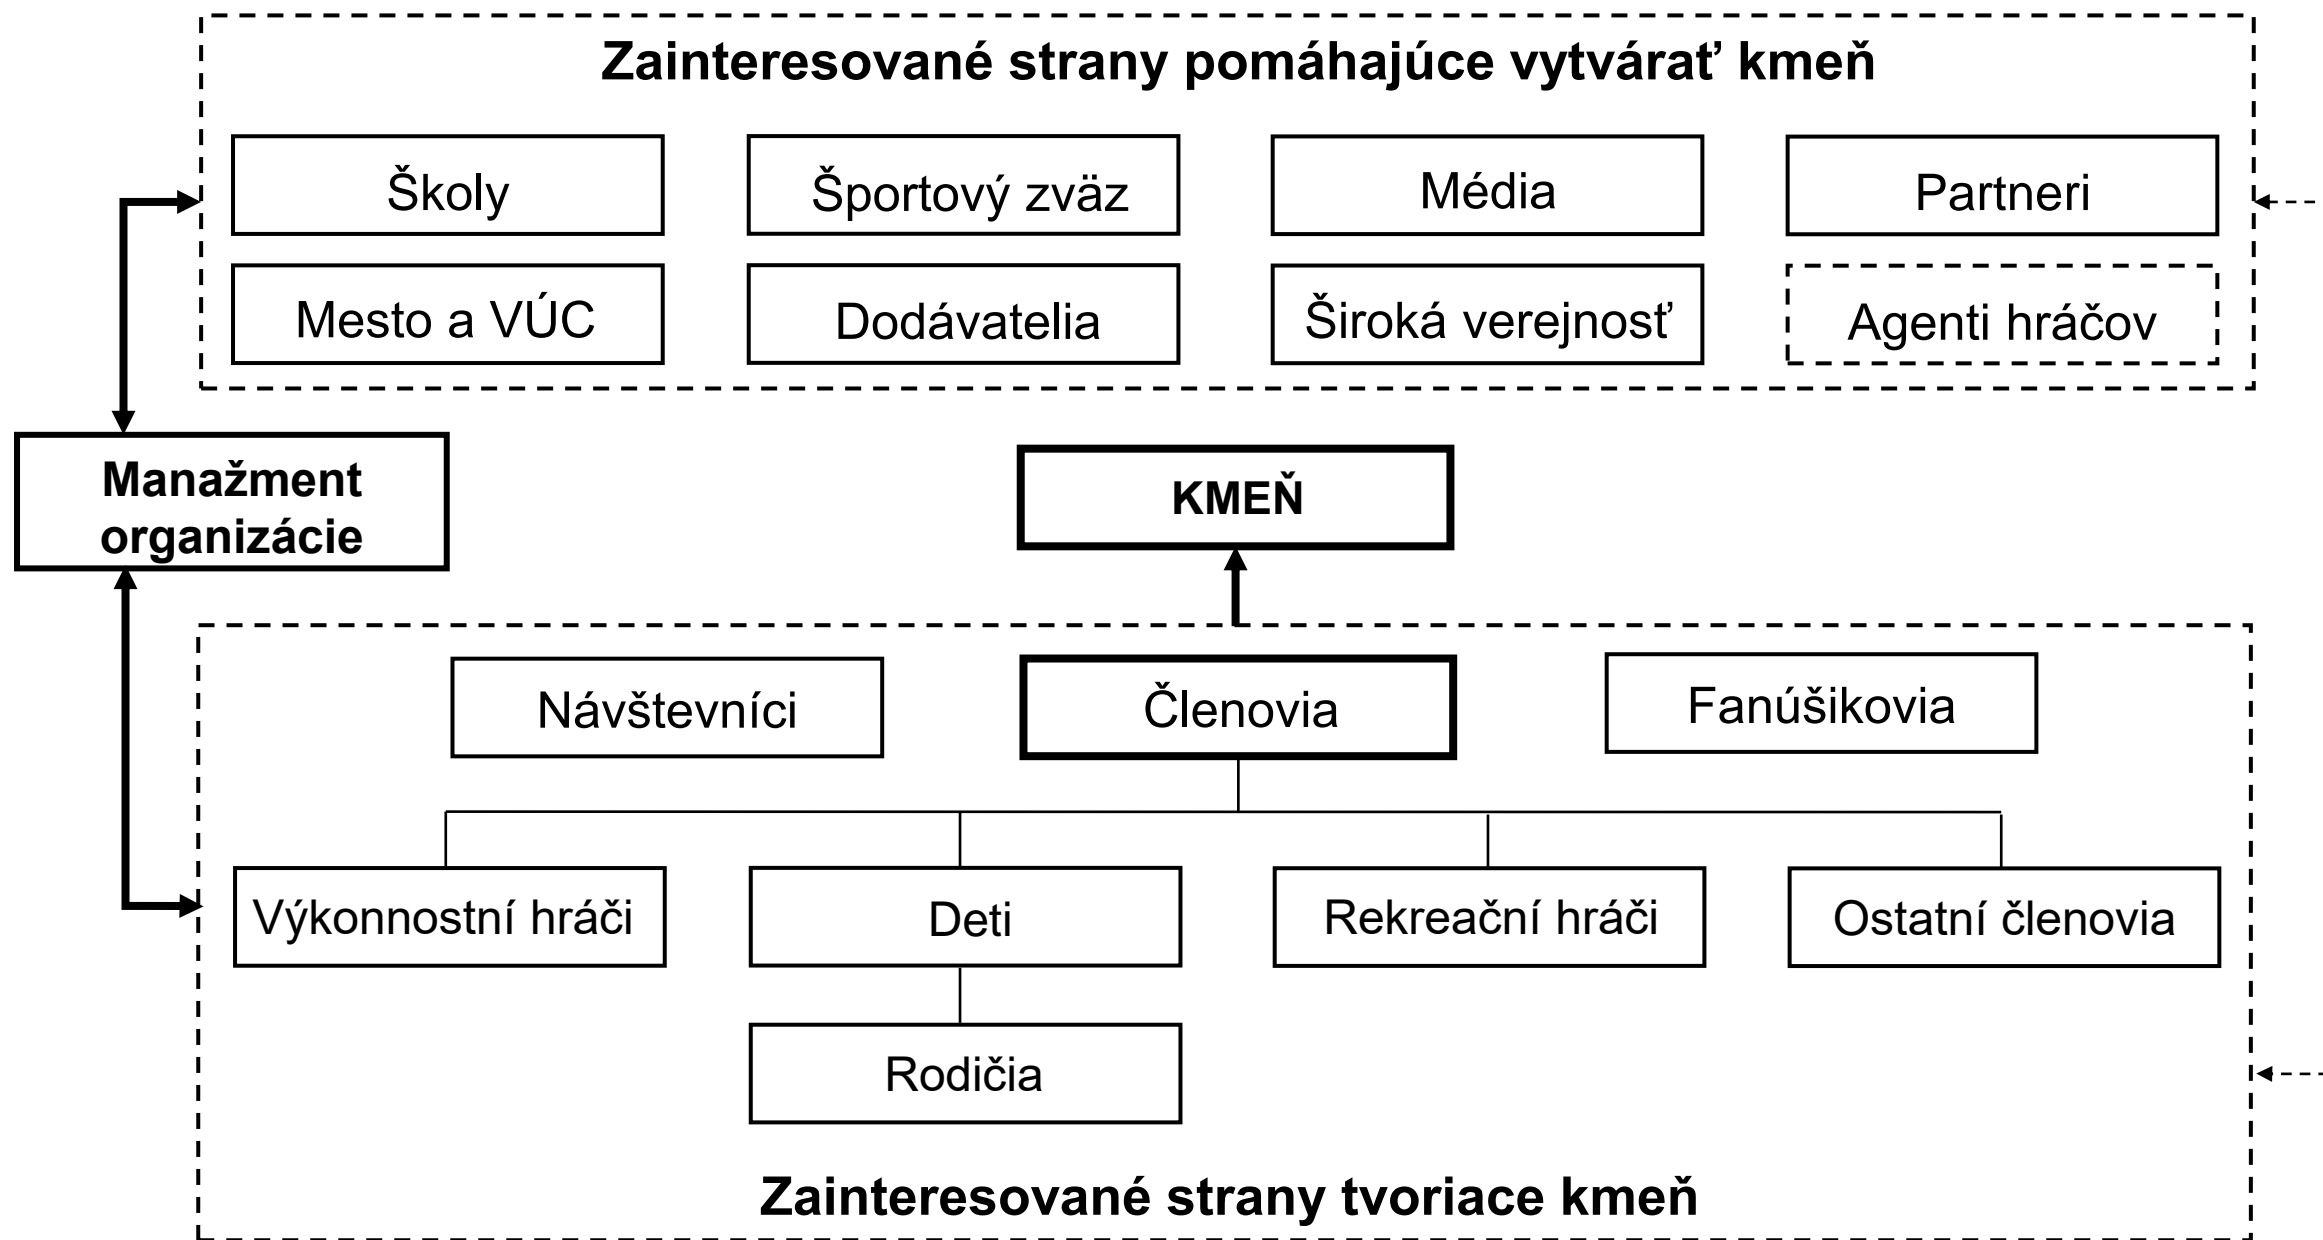 Zainteresované strany pomáhajúce vytvárať kmeň
Školy
Športový zväz
Média
Partneri
Mesto a VÚC
Dodávatelia
Široká verejnosť
Agenti hráčov
Manažment
organizácie
KMEŇ
Návštevníci
Členovia
Fanúšikovia
Výkonnostní hráči
Deti
Rekreační hráči
Ostatní členovia
Rodičia
Zainteresované strany tvoriace kmeň